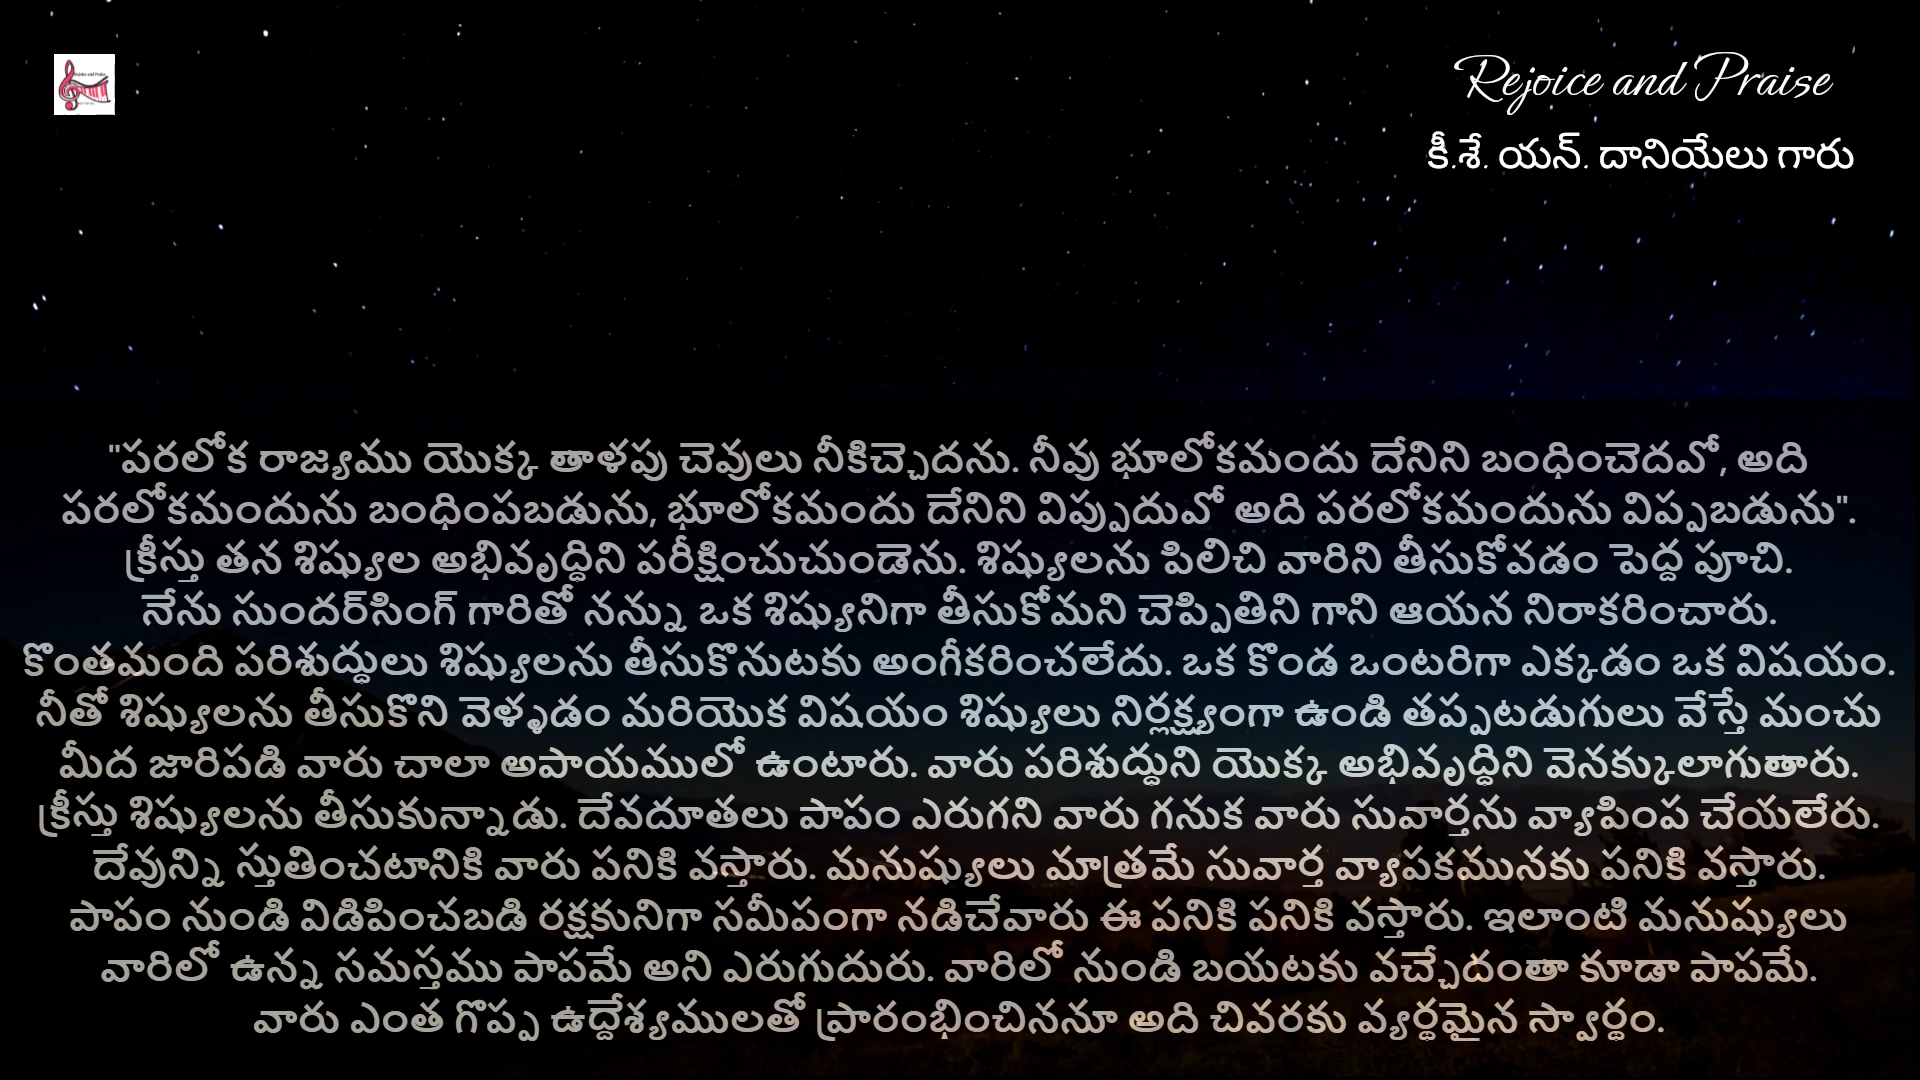 Rejoice and Praise
కీ.శే. యన్. దానియేలు గారు
"పరలోక రాజ్యము యొక్క తాళపు చెవులు నీకిచ్చెదను. నీవు భూలోకమందు దేనిని బంధించెదవో, అది
పరలోకమందును బంధింపబడును, భూలోకమందు దేనిని విప్పుదువో అది పరలోకమందును విప్పబడును".
క్రీస్తు తన శిష్యుల అభివృద్ధిని పరీక్షించుచుండెను. శిష్యులను పిలిచి వారిని తీసుకోవడం పెద్ద పూచి.
నేను సుందర్‌సింగ్ గారితో నన్ను ఒక శిష్యునిగా తీసుకోమని చెప్పితిని గాని ఆయన నిరాకరించారు.
కొంతమంది పరిశుద్ధులు శిష్యులను తీసుకొనుటకు అంగీకరించలేదు. ఒక కొండ ఒంటరిగా ఎక్కడం ఒక విషయం.
నీతో శిష్యులను తీసుకొని వెళ్ళడం మరియొక విషయం శిష్యులు నిర్లక్ష్యంగా ఉండి తప్పటడుగులు వేస్తే మంచు
మీద జారిపడి వారు చాలా అపాయములో ఉంటారు. వారు పరిశుద్ధుని యొక్క అభివృద్ధిని వెనక్కులాగుతారు.
క్రీస్తు శిష్యులను తీసుకున్నాడు. దేవదూతలు పాపం ఎరుగని వారు గనుక వారు సువార్తను వ్యాపింప చేయలేరు.
దేవున్ని స్తుతించటానికి వారు పనికి వస్తారు. మనుష్యులు మాత్రమే సువార్త వ్యాపకమునకు పనికి వస్తారు.
పాపం నుండి విడిపించబడి రక్షకునిగా సమీపంగా నడిచేవారు ఈ పనికి పనికి వస్తారు. ఇలాంటి మనుష్యులు
వారిలో ఉన్న సమస్తము పాపమే అని ఎరుగుదురు. వారిలో నుండి బయటకు వచ్చేదంతా కూడా పాపమే.
వారు ఎంత గొప్ప ఉద్దేశ్యములతో ప్రారంభించిననూ అది చివరకు వ్యర్థమైన స్వార్థం.